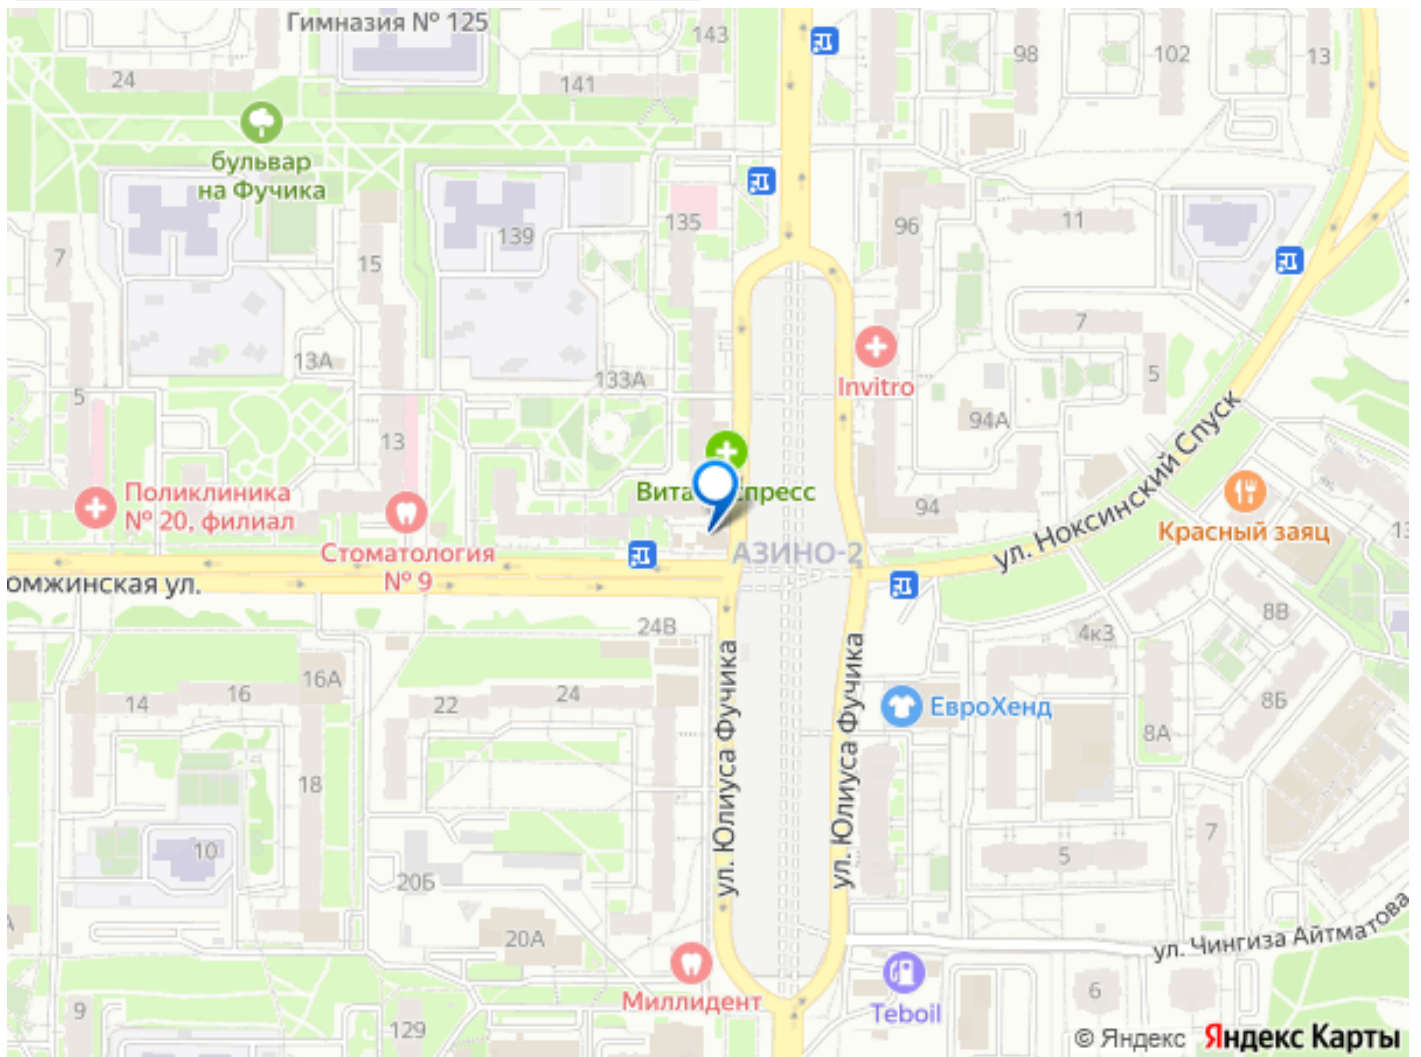 Гимназия № 125
143
98
102
13
24
141
бульвар
на Фучика
139
135
96
11
7
15
7
13А
133А
Invitro
5
5
94А
13
ул. Ноксинский Спуск
Поликлиника
№ 20, филиал
Вита
спресс
94
Красный заяц
13
Стоматология
№ 9
АЗИНО-2
омжинская ул.
24В
4к3
8В
16А
14
16
22
24
ул. Юлиуса Фучика
ул. Юлиуса Фучика
ЕвроХенд
8Б
8А
18
10
20Б
5
7
20А
ул. Чингиза Айтматова
Миллидент
Teboil
6
9
129
© Яндекс Яндекс Карты